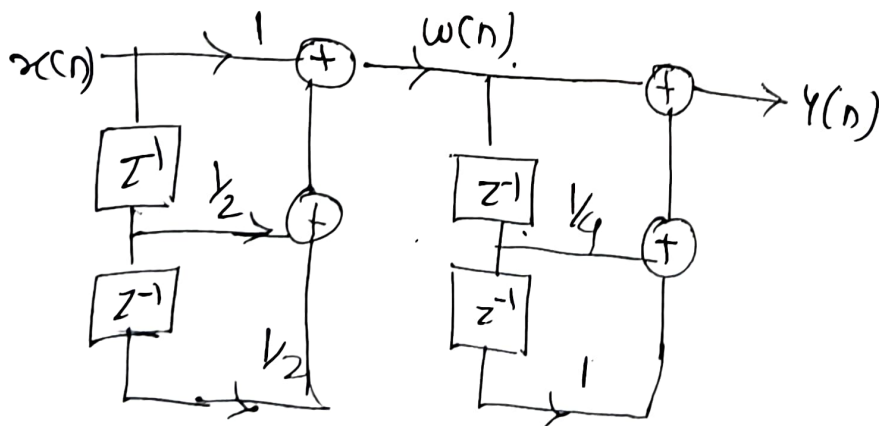 x(n) 1 + w(n) + y(n)
z⁻¹ 1/2 + z⁻¹ 1/4 +
z⁻¹ z⁻¹
1/2 1